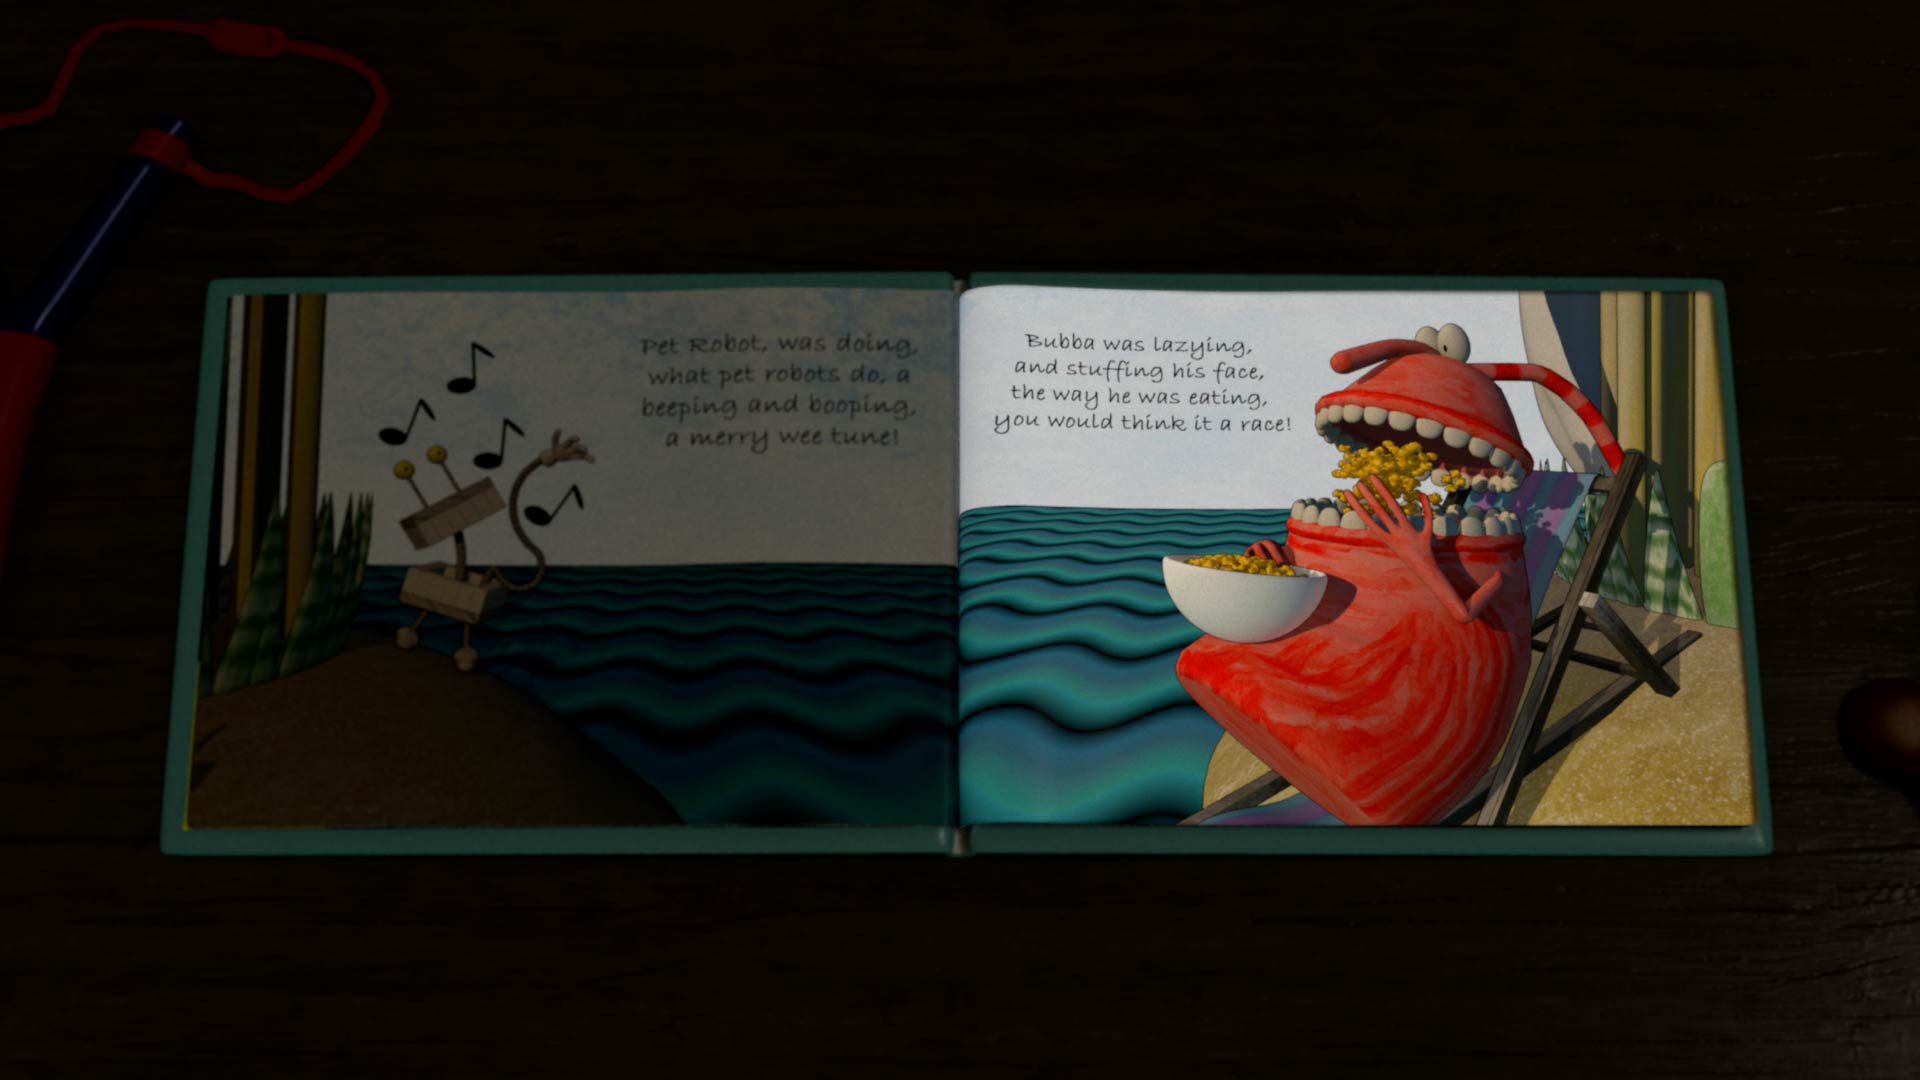 Pet Robot, was doing,
what pet robots do, a
beeping and booping,
a merry wee tune!
Bubba was lazying,
and stuffing his face,
the way he was eating,
you would think it a race!